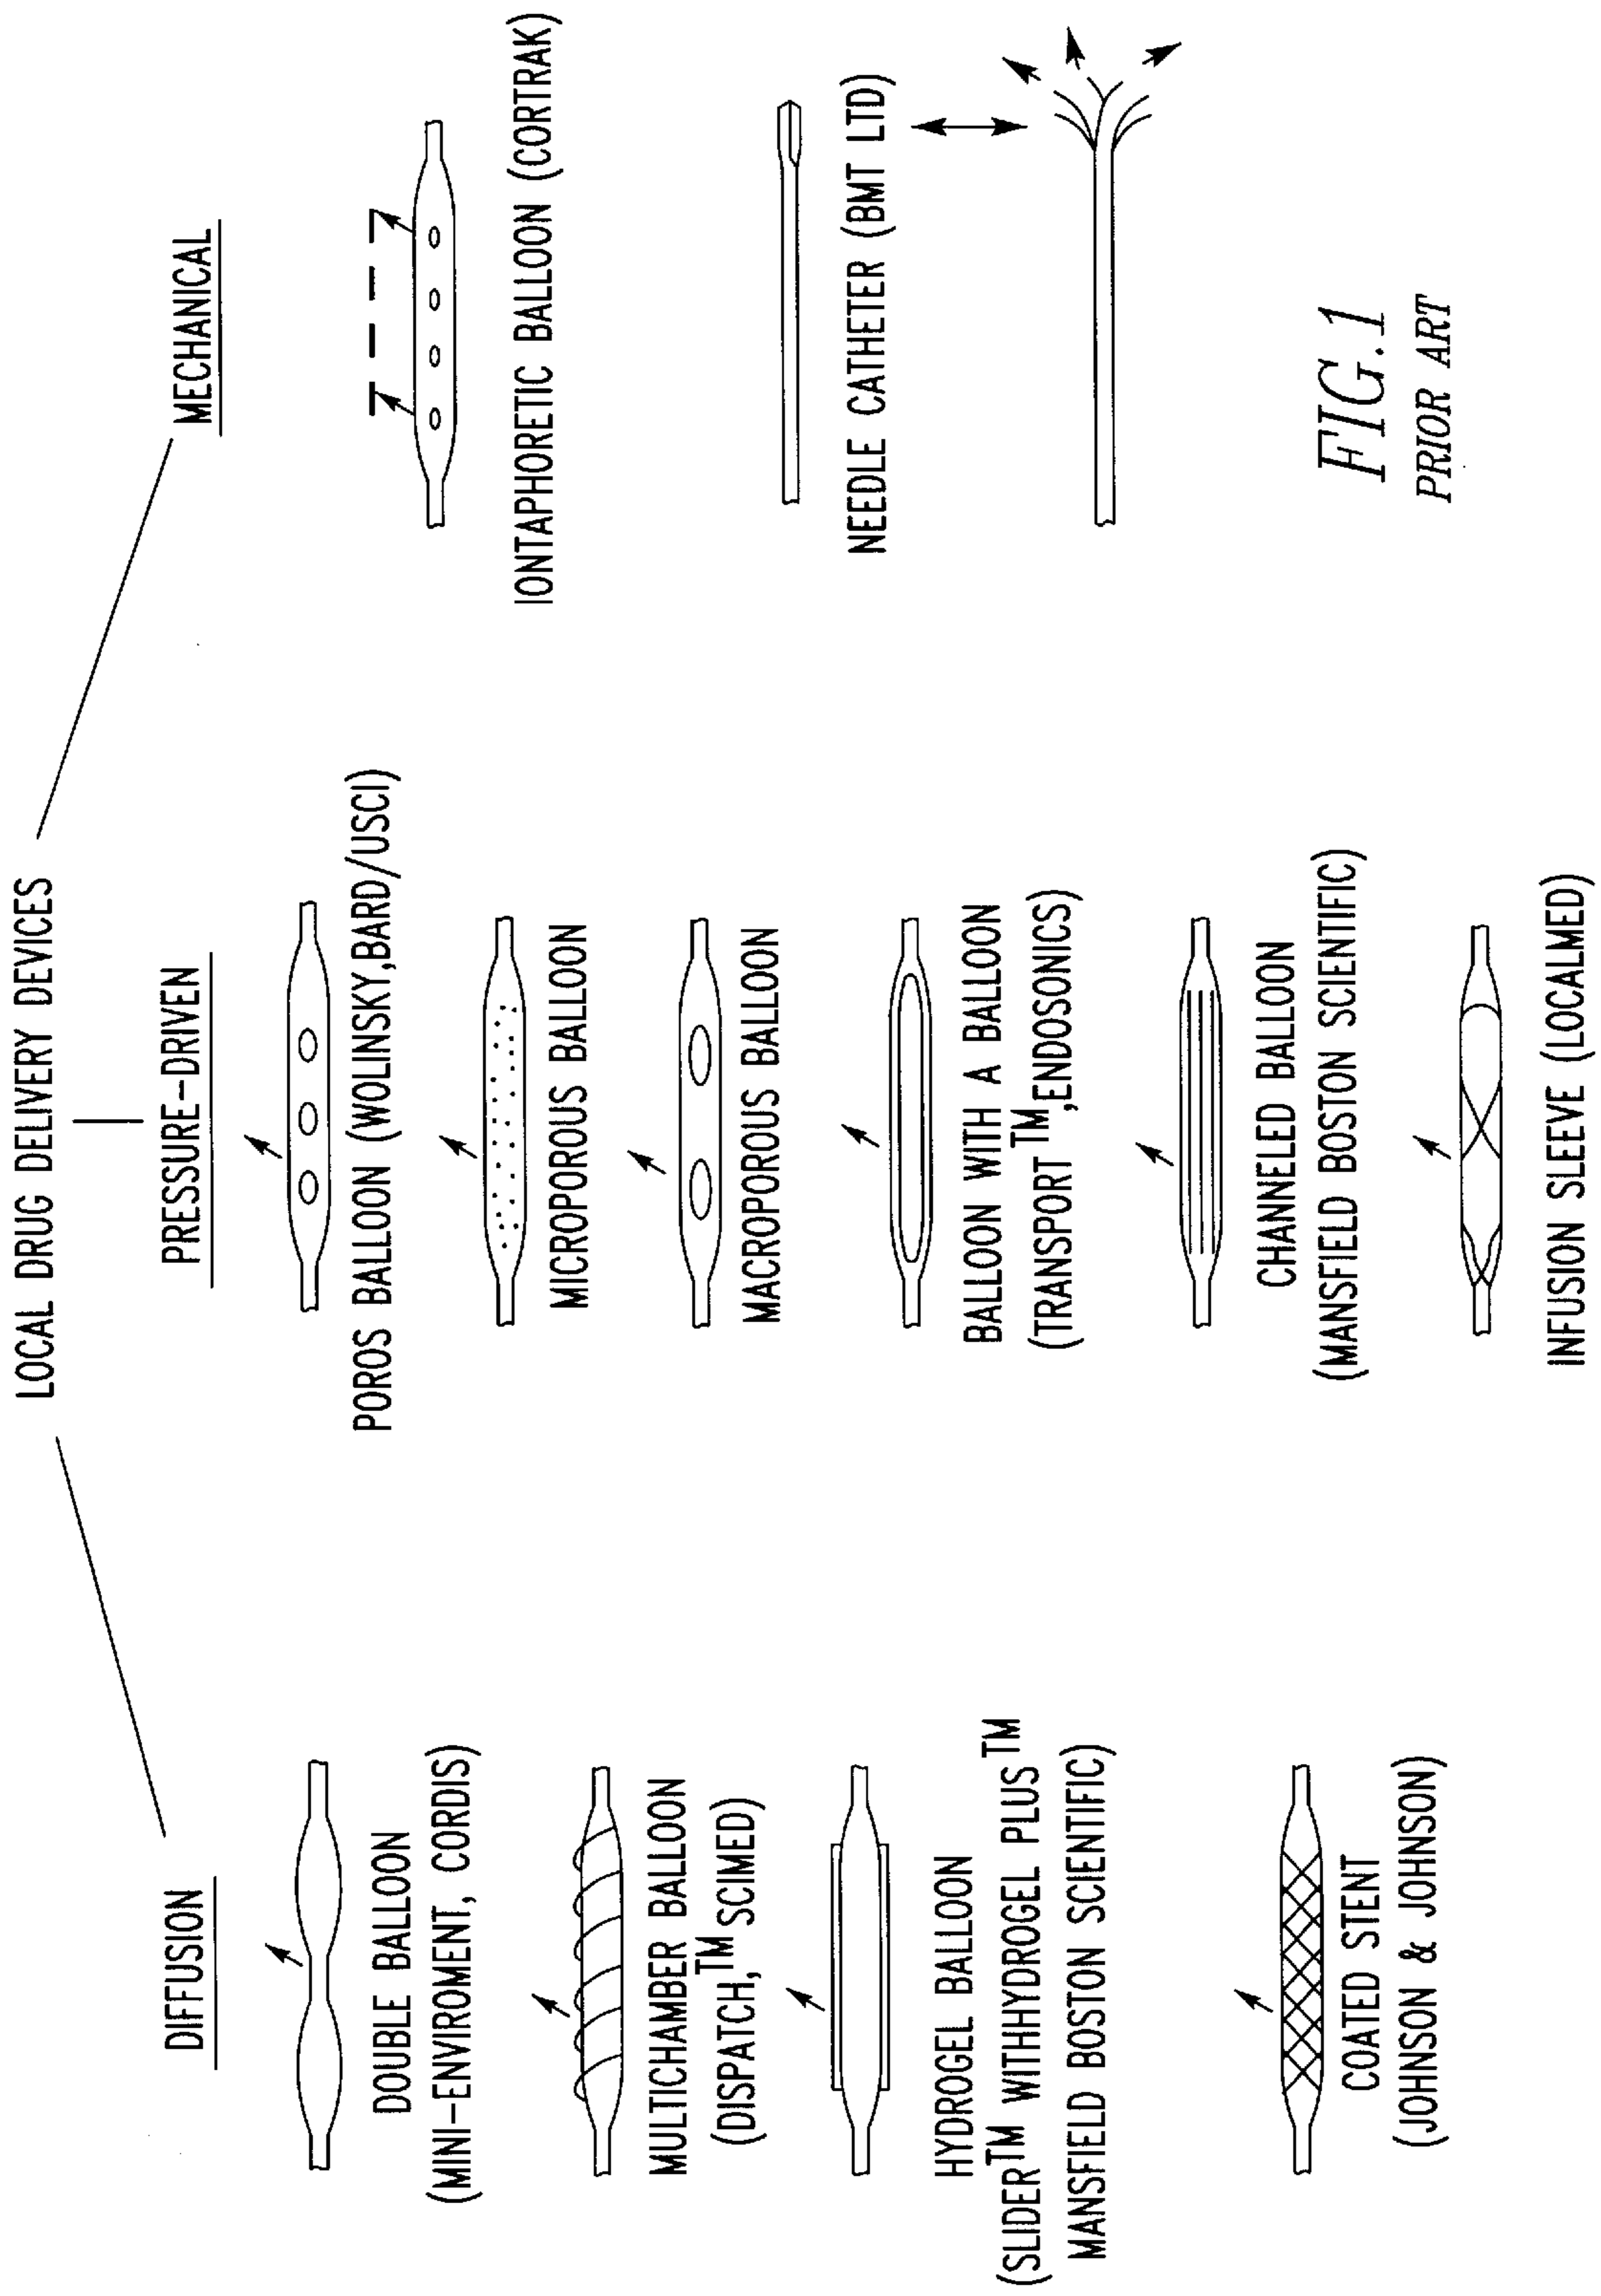 LOCAL DRUG DELIVERY DEVICES
DIFFUSION
DOUBLE BALLOON
(MINI-ENVIROMENT, CORDIS)
MULTICHAMBER BALLOON
(DISPATCH,™ SCIMED)
HYDROGEL BALLOON
(SLIDER™ WITHHYDROGEL PLUS™
MANSFIELD BOSTON SCIENTIFIC)
COATED STENT
(JOHNSON & JOHNSON)
PRESSURE-DRIVEN
POROS BALLOON (WOLINSKY,BARD/USCI)
MICROPOROUS BALLOON
MACROPOROUS BALLOON
BALLOON WITH A BALLOON
(TRANSPORT™,ENDOSONICS)
CHANNELED BALLOON
(MANSFIELD BOSTON SCIENTIFIC)
INFUSION SLEEVE (LOCALMED)
MECHANICAL
IONTAPHORETIC BALLOON (CORTRAK)
NEEDLE CATHETER (BMT LTD)
FIG.1
PRIOR ART